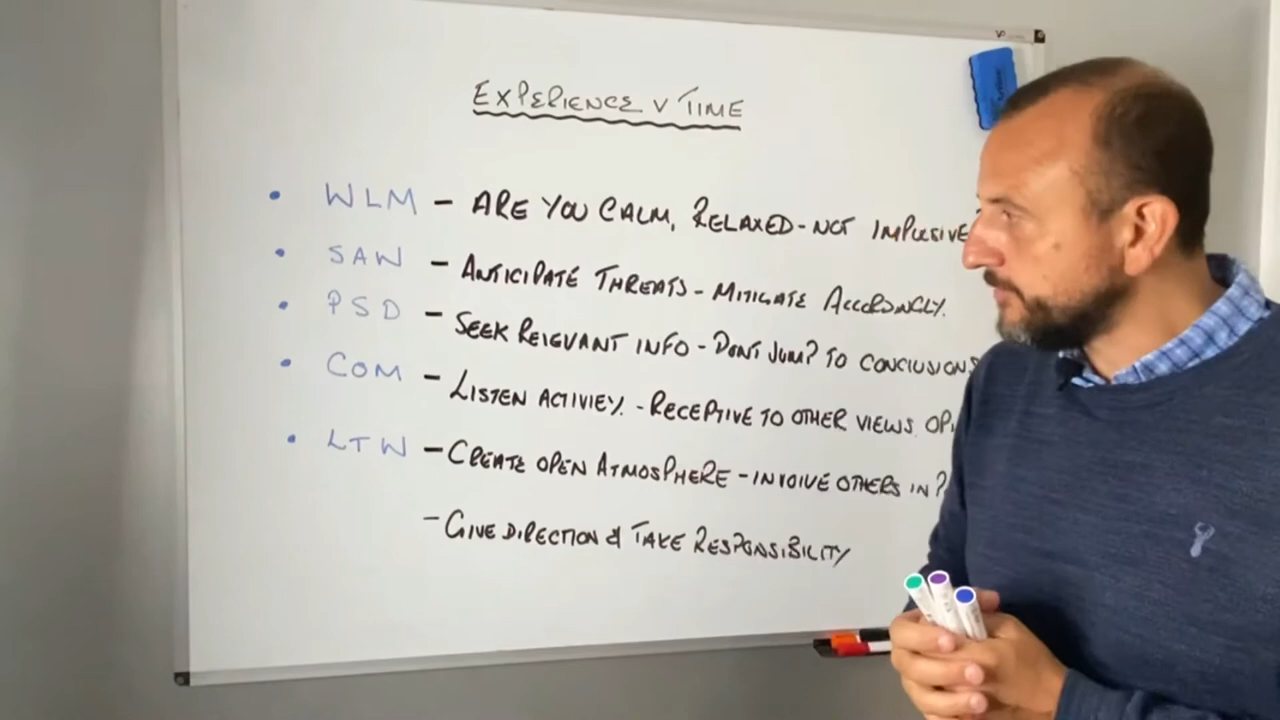 EXPERIENCE V TIME
• WLM – ARE YOU CALM, RELAXED - NOT IMPULSIVE
• SAW – ANTICIPATE THREATS - MITIGATE ACCORDINGLY.
• PSD – SEEK RELEVANT INFO - DONT JUMP TO CONCLUSIONS
• COM – LISTEN ACTIVIEY. - RECEPTIVE TO OTHER VIEWS.
• LTW – CREATE OPEN ATMOSPHERE - INVOLVE OTHERS IN
– GIVE DIRECTION & TAKE RESPONSIBILITY